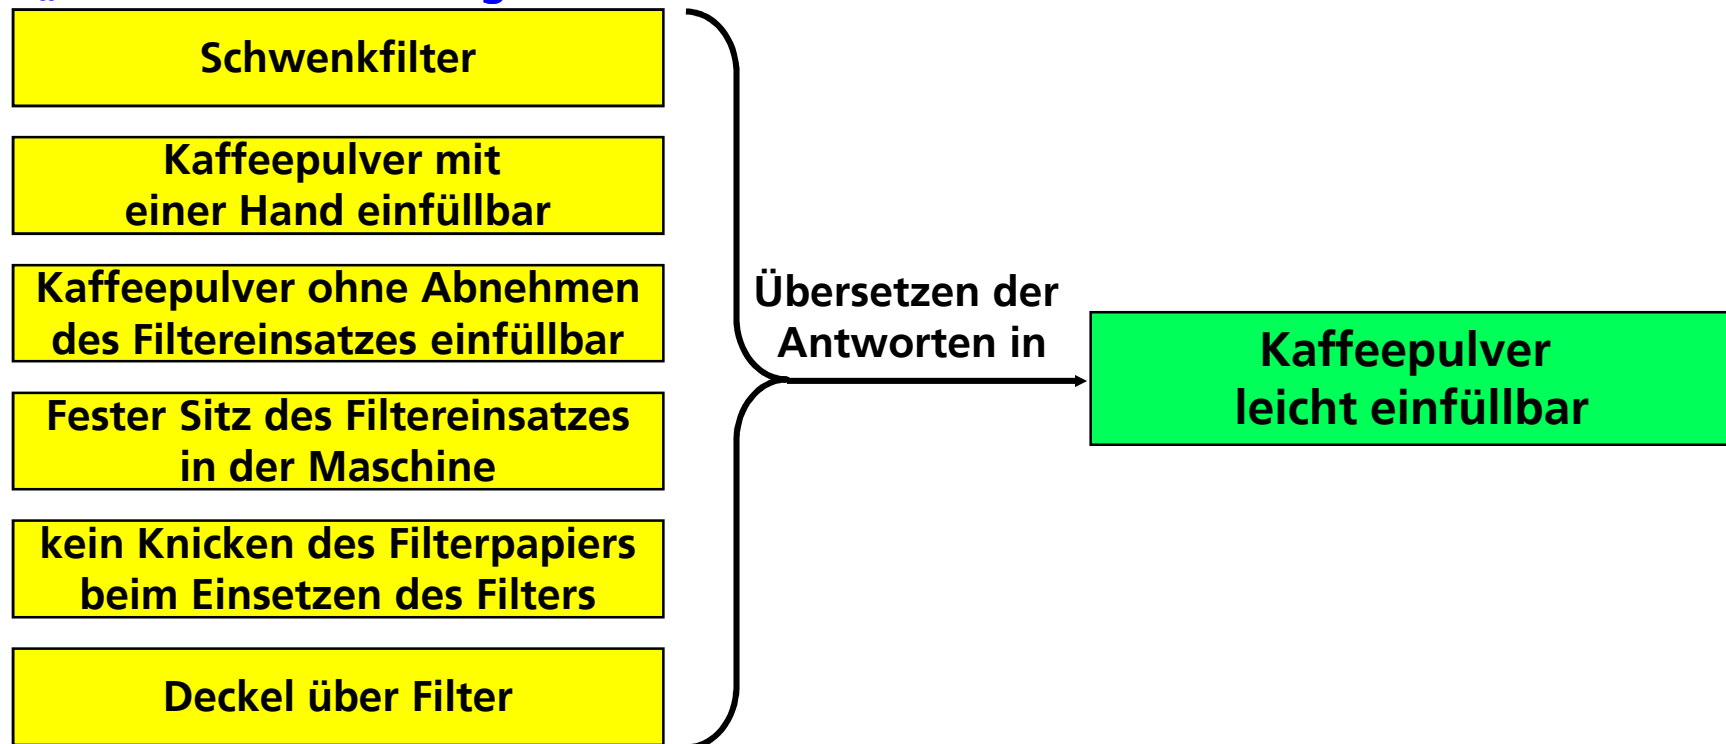 Schwenkfilter
Kaffeepulver mit
einer Hand einfüllbar
Kaffeepulver ohne Abnehmen
des Filtereinsatzes einfüllbar
Fester Sitz des Filtereinsatzes
in der Maschine
kein Knicken des Filterpapiers
beim Einsetzen des Filters
Deckel über Filter
Übersetzen der
Antworten in
Kaffeepulver
leicht einfüllbar